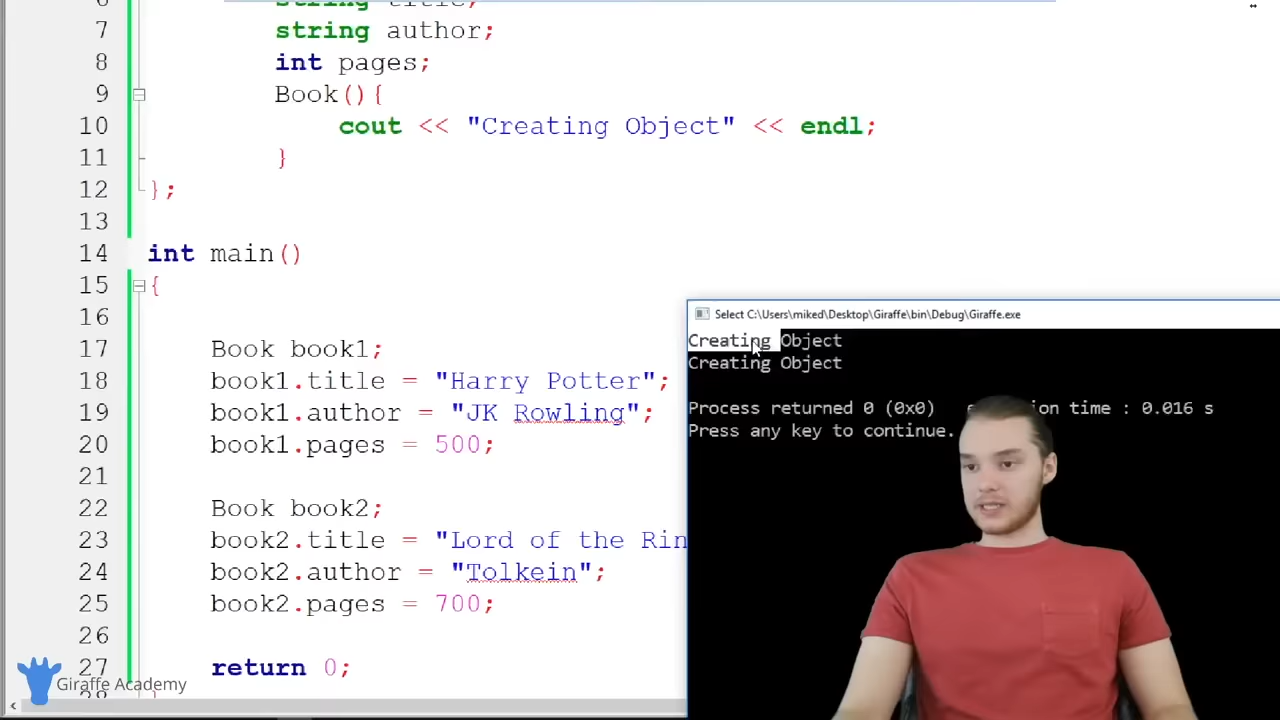 6 string title;
7 string author;
8 int pages;
9 Book(){
10 cout << "Creating Object" << endl;
11 }
12 };
13
14 int main()
15 {
16
17 Book book1;
18 book1.title = "Harry Potter";
19 book1.author = "JK Rowling";
20 book1.pages = 500;
21
22 Book book2;
23 book2.title = "Lord of the Rin
24 book2.author = "Tolkein";
25 book2.pages = 700;
26
27 return 0;
28 }
Select C:\Users\miked\Desktop\Giraffe\bin\Debug\Giraffe.exe
Creating Object
Creating Object
Process returned 0 (0x0) time : 0.016 s
Press any key to continue.
Giraffe Academy